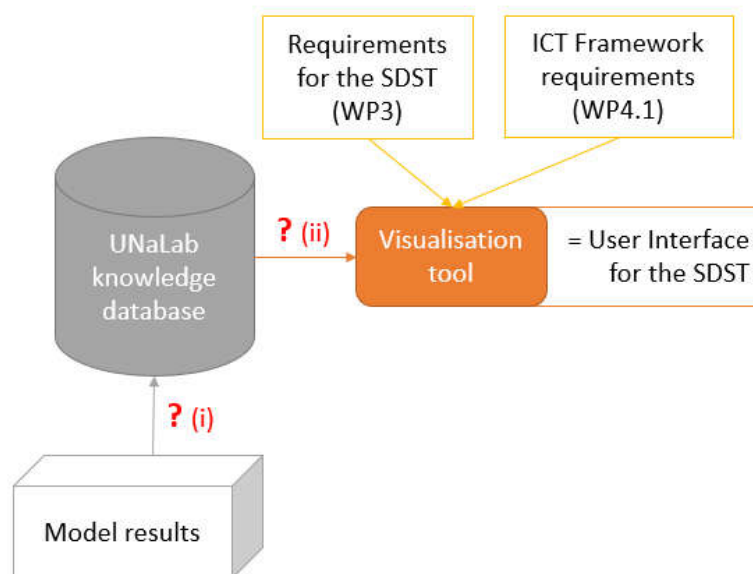 Requirements
for the SDST
(WP3)
ICT Framework
requirements
(WP4.1)
UNaLab
knowledge
database
? (ii)
Visualisation
tool
= User Interface
for the SDST
? (i)
Model results